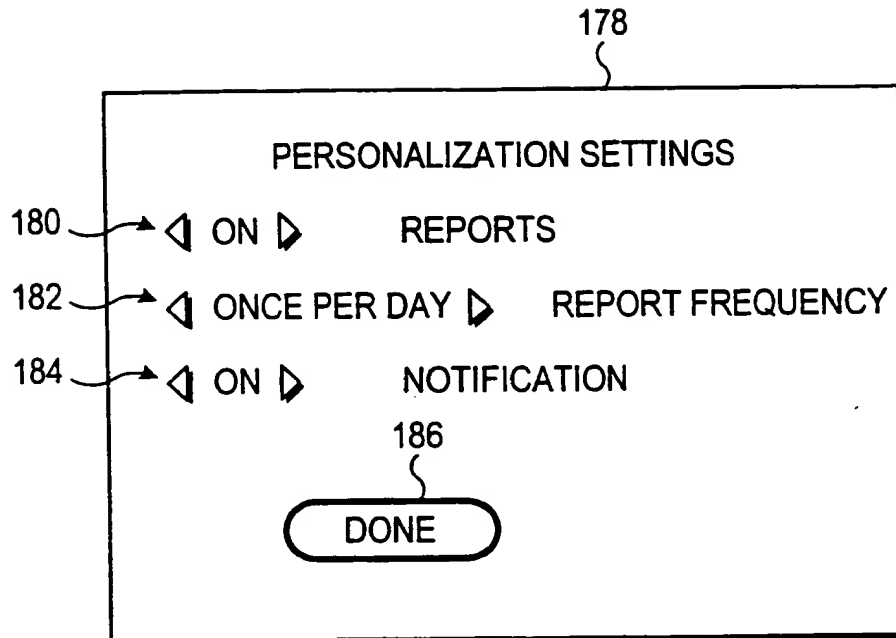 178
PERSONALIZATION SETTINGS
180 ON REPORTS
182 ONCE PER DAY REPORT FREQUENCY
184 ON NOTIFICATION
186
DONE